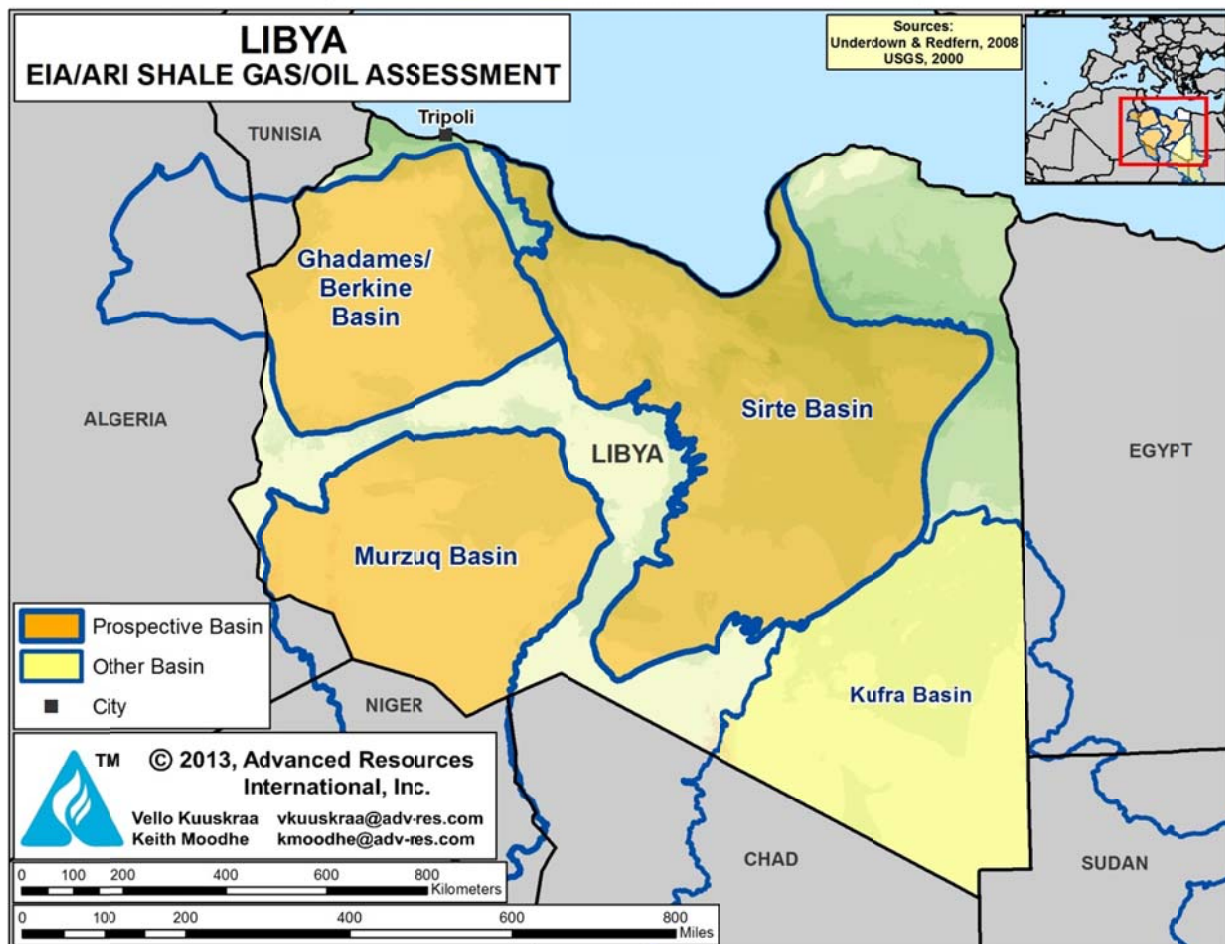 LIBYA
EIA/ARI SHALE GAS/OIL ASSESSMENT
Sources:
Underdown & Redfern, 2008
USGS, 2000
Tripoli
TUNISIA
Ghadames/
Berkine
Basin
Sirte Basin
ALGERIA
LIBYA
EGYPT
Murzuq Basin
Prospective Basin
Other Basin
City
NIGER
Kufra Basin
TM
© 2013, Advanced Resources
International, Inc.
Vello Kuuskraa vkuuskraa@adv-res.com
Keith Moodhe kmoodhe@adv-res.com
CHAD
SUDAN
0 100 200 400 600 800
Kilometers
0 100 200 400 600 800
Miles